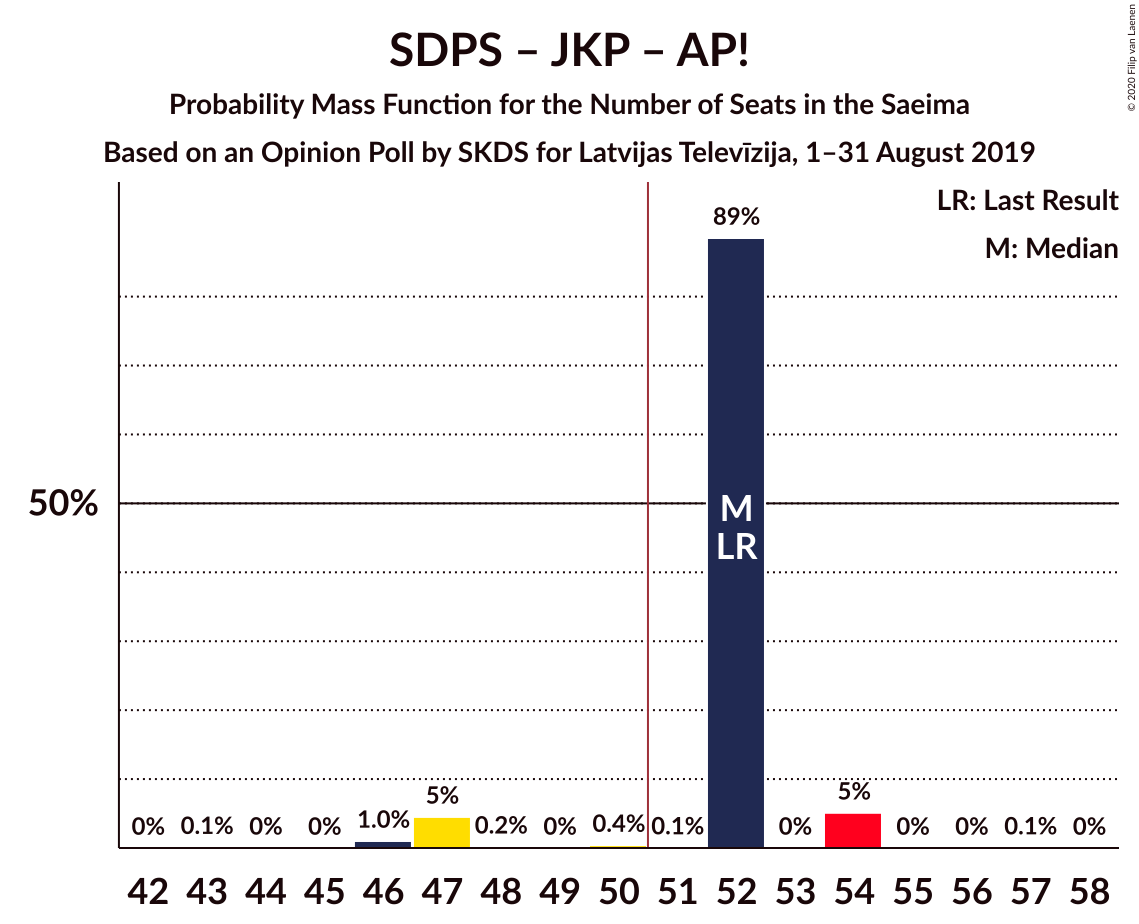 SDPS – JKP – AP!
Probability Mass Function for the Number of Seats in the Saeima
Based on an Opinion Poll by SKDS for Latvijas Televīzija, 1–31 August 2019
© 2020 Filip van Laenen
LR: Last Result
M: Median
50%
0% 0.1% 0% 0% 1.0% 5% 0.2% 0% 0.4% 0.1% 89% 0% 5% 0% 0% 0.1% 0%
M
LR
42 43 44 45 46 47 48 49 50 51 52 53 54 55 56 57 58